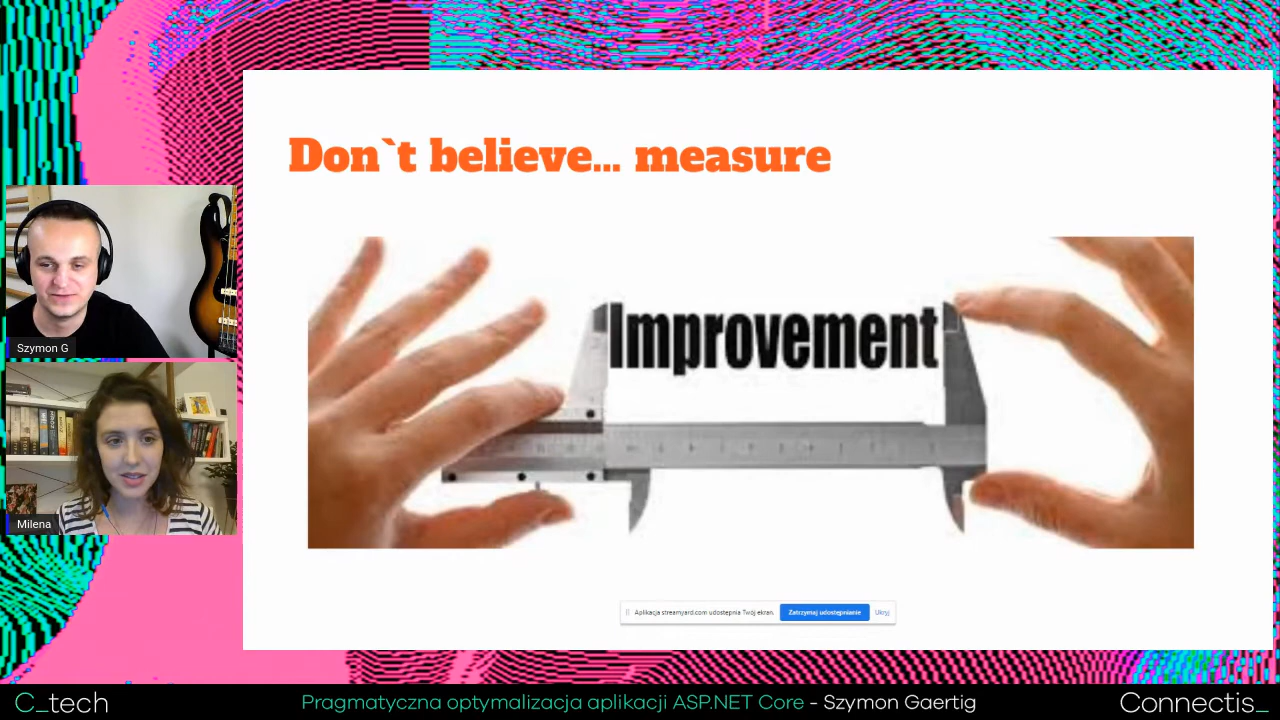 Don`t believe... measure
Improvement
Szymon G
Milena
Aplikacja streamyard.com udostępnia Twój ekran.
Zatrzymaj udostępnianie
Ukryj
C_tech
Pragmatyczna optymalizacja aplikacji ASP.NET Core - Szymon Gaertig
Connectis_